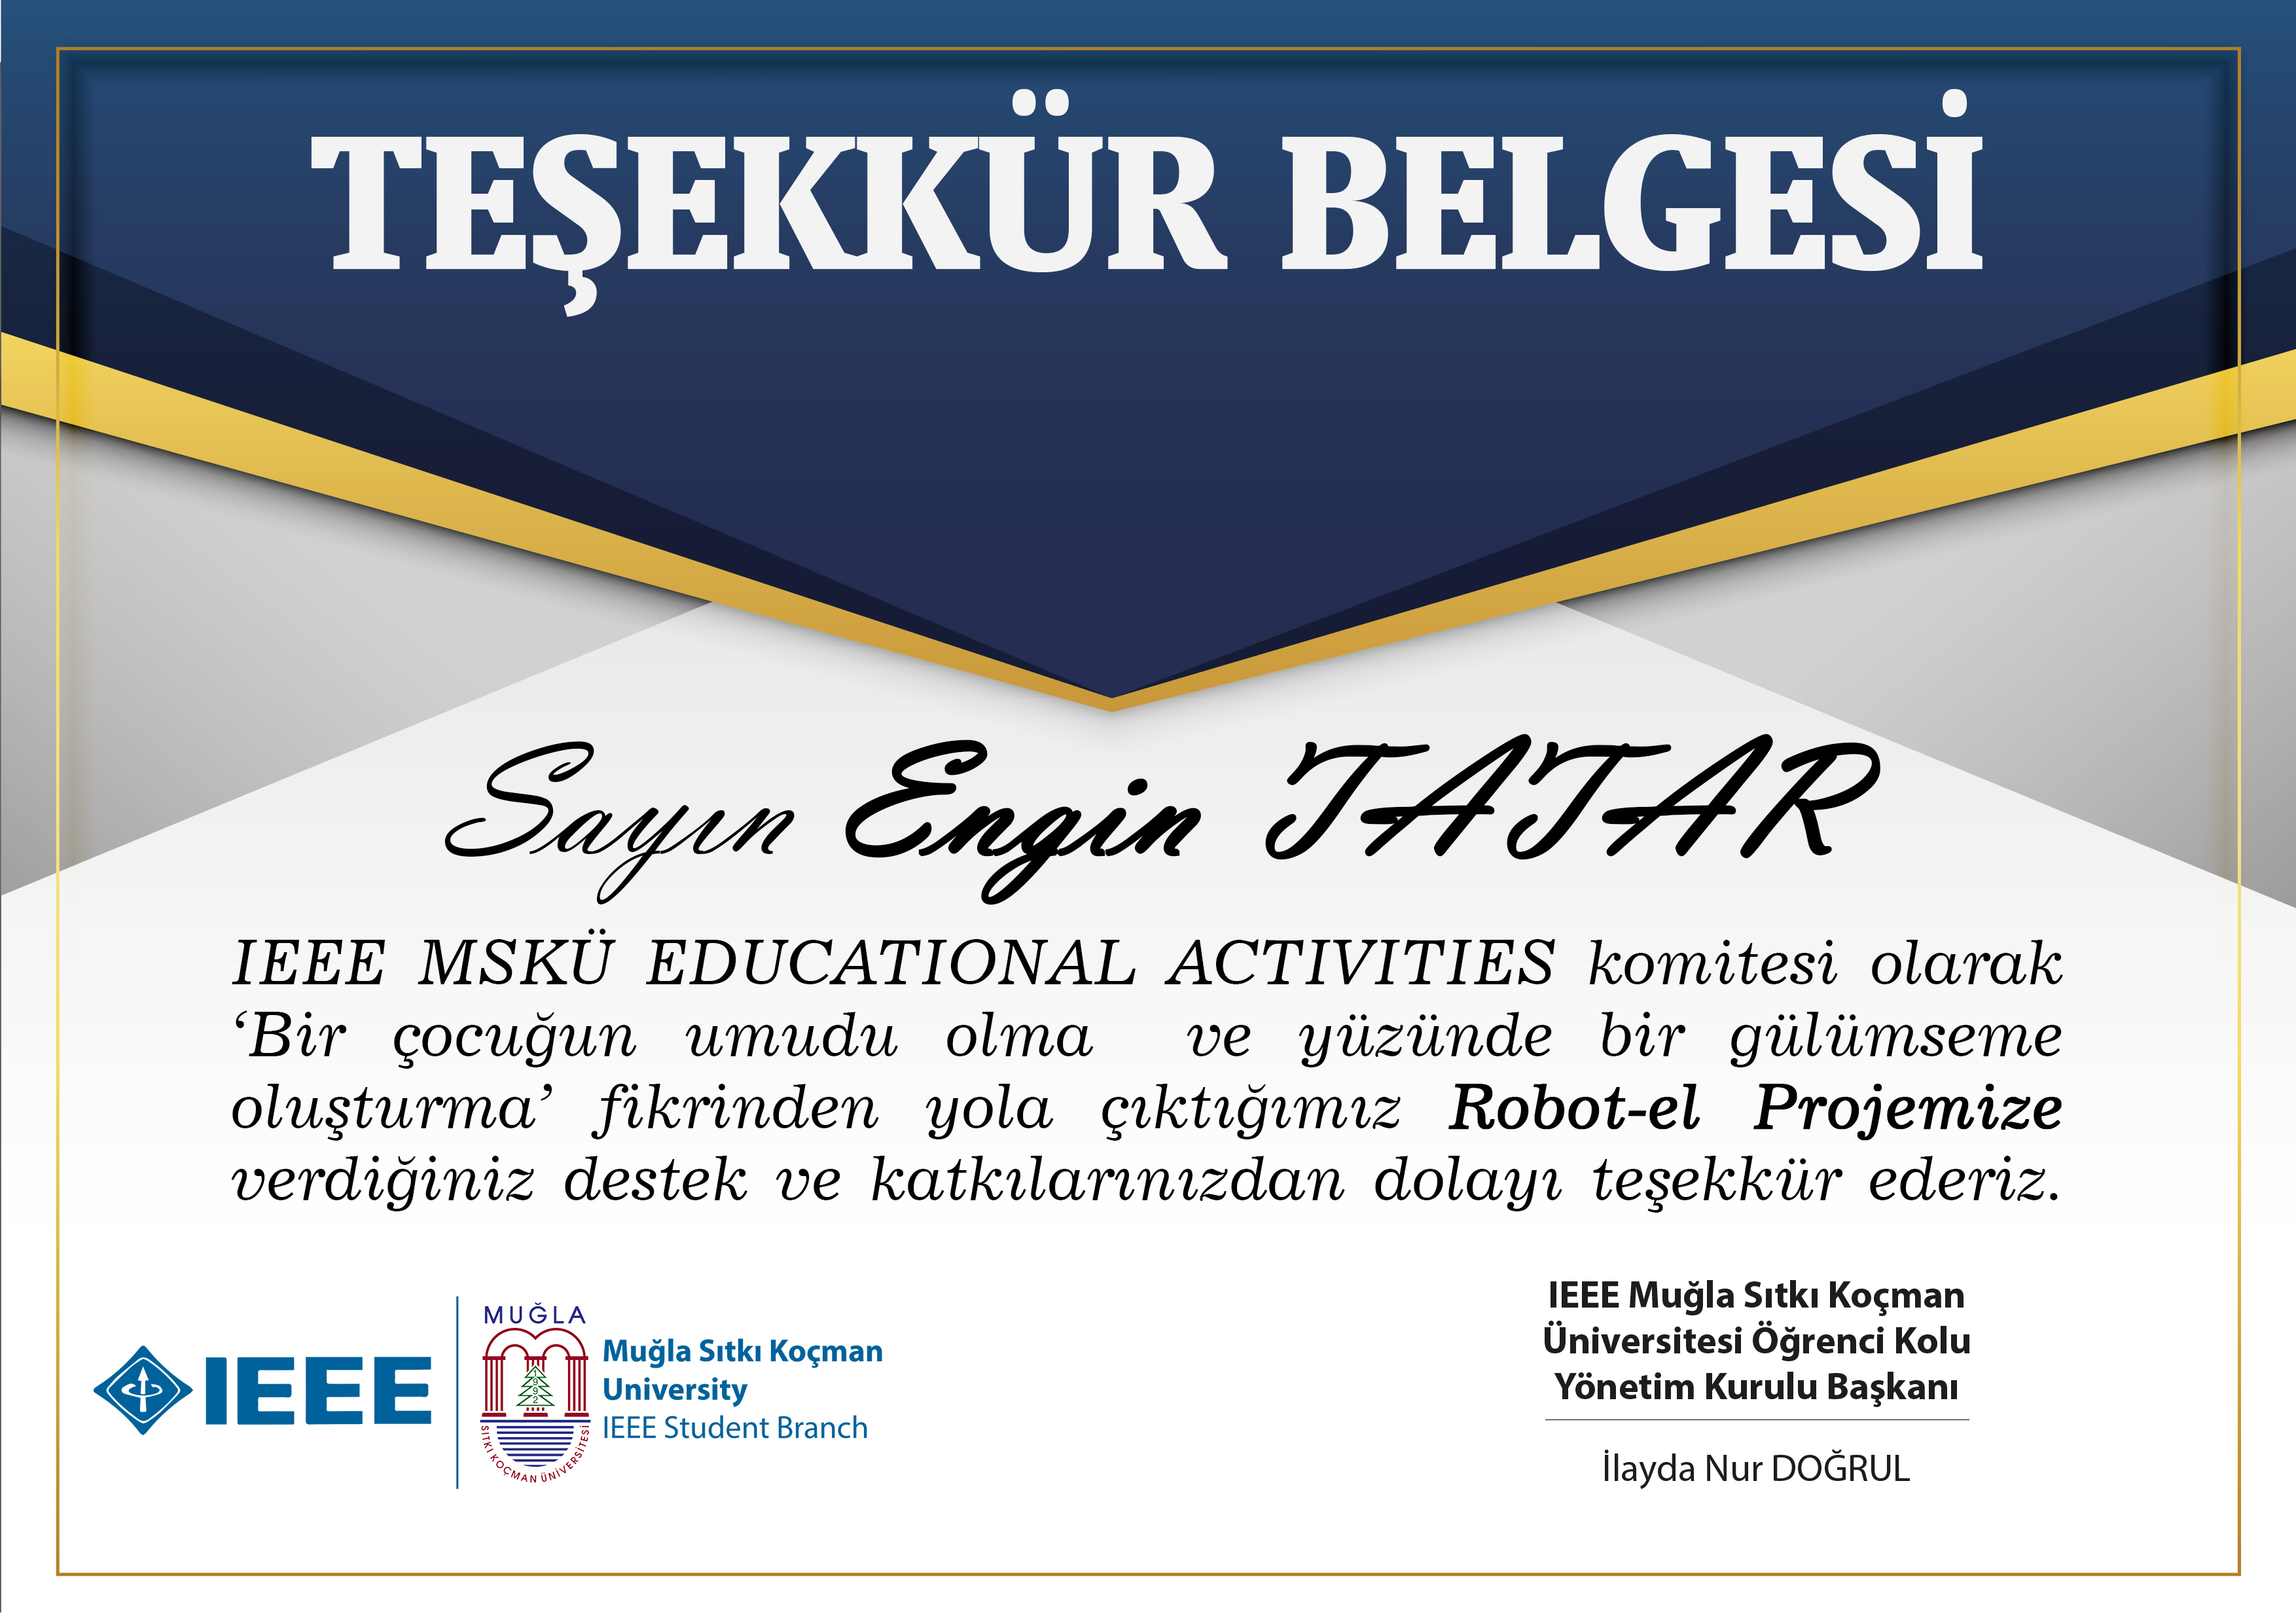 TEŞEKKÜR BELGESİ
Sayın Engin TATAR
IEEE MSKÜ EDUCATIONAL ACTIVITIES komitesi olarak
‘Bir çocuğun umudu olma ve yüzünde bir gülümseme
oluşturma’ fikrinden yola çıktığımız Robot-el Projemize
verdiğiniz destek ve katkılarınızdan dolayı teşekkür ederiz.
IEEE
MUĞLA
1992
SITKI KOÇMAN ÜNİVERSİTESİ
Muğla Sıtkı Koçman
University
IEEE Student Branch
IEEE Muğla Sıtkı Koçman
Üniversitesi Öğrenci Kolu
Yönetim Kurulu Başkanı
İlayda Nur DOĞRUL